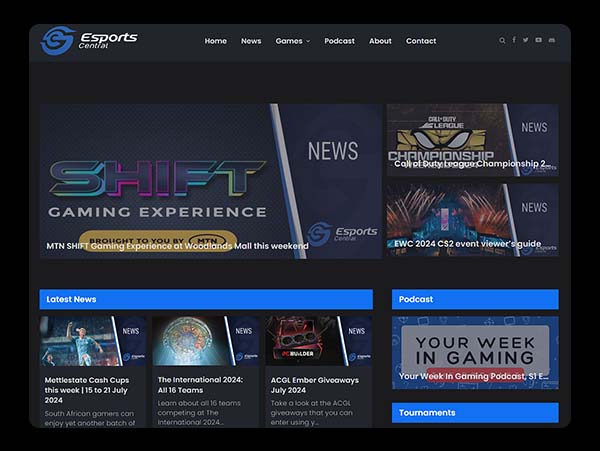 Esports
Central
Home News Games Podcast About Contact
SHIFT
GAMING EXPERIENCE
BROUGHT TO YOU BY MTN
NEWS
Esports
Central
MTN SHIFT Gaming Experience at Woodlands Mall this weekend
CALL OF DUTY
LEAGUE
CHAMPIONSHIP
NEWS
Call of Duty League Championship 2...
NEWS
EWC 2024 CS2 event viewer's guide
Esports
Latest News
Podcast
NEWS
Esports
NEWS
Esports
PCBUILDER
NEWS
Esports
YOUR WEEK
IN GAMING
Your Week In Gaming Podcast, S1 E...
Mettlestate Cash Cups
this week | 15 to 21 July
2024
South African gamers can
enjoy yet another batch of
The International 2024:
All 16 Teams
Learn about all 16 teams
competing at The
International 2024...
ACGL Ember Giveaways
July 2024
Take a look at the ACGL
giveaways that you can
enter using y...
Tournaments